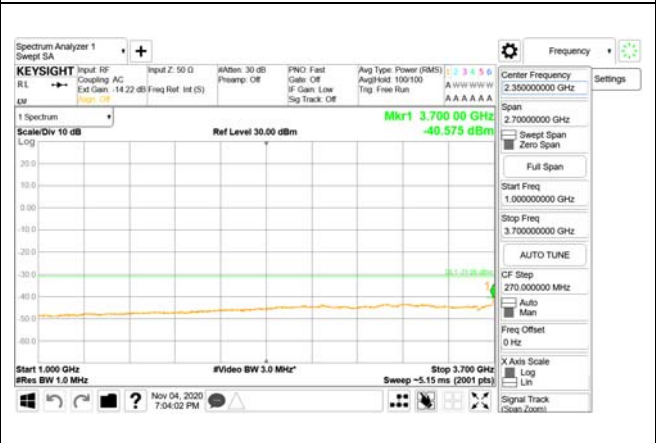 Spectrum Analyzer 1
Swept SA
+
Frequency
KEYSIGHT
RL
Input: RF
Coupling: AC
Ext Gain: -14.22 dB
Align: Off
Input Z: 50 Ω
Freq Ref: Int (S)
#Atten: 30 dB
Preamp: Off
PNO: Fast
Gate: Off
IF Gain: Low
Sig Track: Off
Avg Type: Power (RMS)
Avg|Hold: 100/100
Trig: Free Run
1 2 3 4 5 6
A W W W W W
A A A A A A
1 Spectrum
Scale/Div 10 dB
Log
Ref Level 30.00 dBm
Mkr1 3.700 00 GHz
-40.575 dBm
20.0
10.0
0.00
-10.0
-20.0
-30.0
-40.0
-50.0
-60.0
1
Start 1.000 GHz
#Res BW 1.0 MHz
#Video BW 3.0 MHz*
Stop 3.700 GHz
Sweep ~5.15 ms (2001 pts)
Nov 04, 2020
7:04:02 PM
Center Frequency
2.350000000 GHz
Settings
Span
2.70000000 GHz
Swept Span
Zero Span
Full Span
Start Freq
1.000000000 GHz
Stop Freq
3.700000000 GHz
AUTO TUNE
CF Step
270.000000 MHz
Auto
Man
Freq Offset
0 Hz
X Axis Scale
Log
Lin
Signal Track
(Span Zoom)